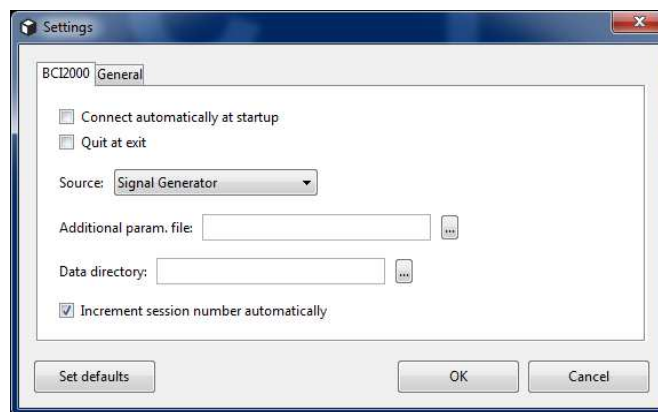 Settings
BCI2000 General
Connect automatically at startup
Quit at exit
Source: Signal Generator
Additional param. file: ...
Data directory: ...
Increment session number automatically
Set defaults OK Cancel